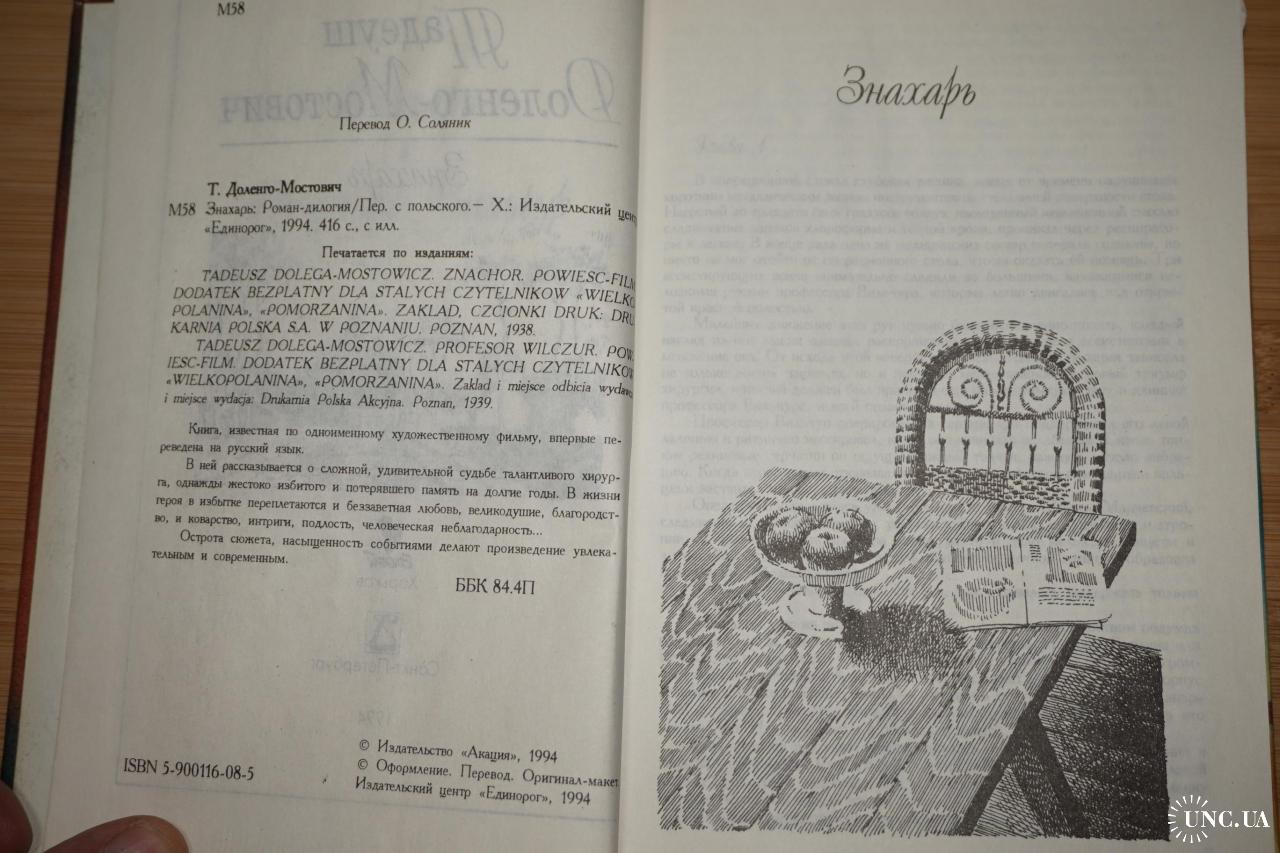 М58
Перевод О. Соляник
Т. Доленго-Мостович
М58 Знахарь: Роман-дилогия/Пер. с польского.— Х.: Издательский центр
«Единорог», 1994. 416 с., с илл.
Печатается по изданиям:
TADEUSZ DOLEGA-MOSTOWICZ. ZNACHOR. POWIESC-FILM.
DODATEK BEZPLATNY DLA STALYCH CZYTELNIKOW «WIELKO
POLANINA», «POMORZANINA». ZAKLAD, CZCIONKI DRUK: DRU
KARNIA POLSKA S.A. W POZNANIU. POZNAN, 1938.
TADEUSZ DOLEGA-MOSTOWICZ. PROFESOR WILCZUR. POW
IESC-FILM. DODATEK BEZPLATNY DLA STALYCH CZYTELNIKOW
«WIELKOPOLANINA», «POMORZANINA». Zaklad i miejsce odbicia wydawc
i miejsce wydacja: Drukarnia Polska Akcyjna. Poznan, 1939.
Книга, известная по одноименному художественному фильму, впервые пе-
реведена на русский язык.
В ней рассказывается о сложной, удивительной судьбе талантливого хирур-
га, однажды жестоко избитого и потерявшего память на долгие годы. В жизни
героя в избытке переплетаются и беззаветная любовь, великодушие, благородст-
во, и коварство, интриги, подлость, человеческая неблагодарность...
Острота сюжета, насыщенность событиями делают произведение увлека-
тельным и современным.
ББК 84.4П
© Издательство «Акация», 1994
© Оформление. Перевод. Оригинал-макет
Издательский центр «Единорог», 1994
ISBN 5-900116-08-5
Знахарь
UNC.UA